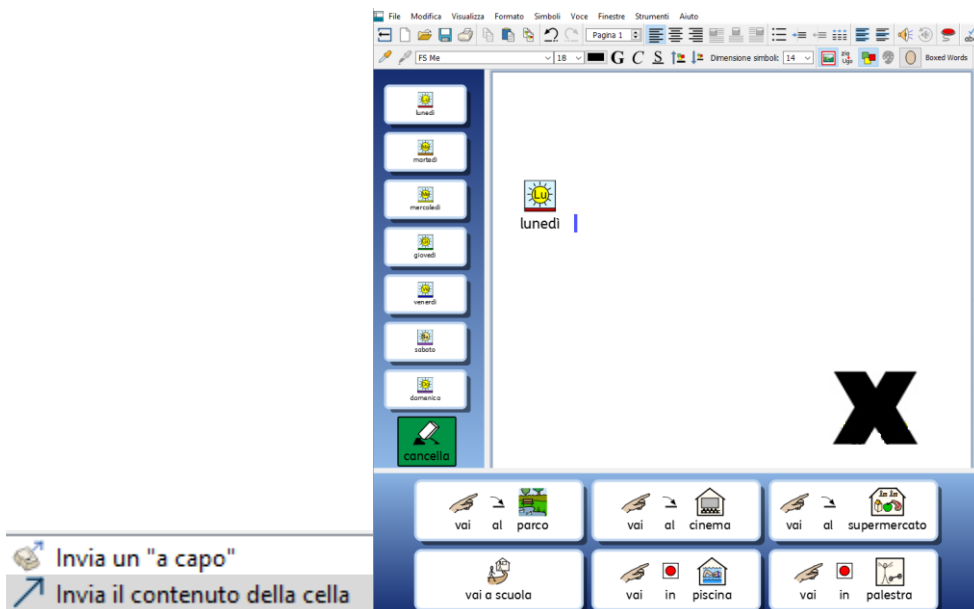 File Modifica Visualizza Formato Simboli Voce Finestre Strumenti Aiuto
Pagina 1
FS Me 18 G C S Dimensione simboli: 14 Boxed Words
lunedì
martedì
mercoledì
giovedì
venerdì
sabato
domenica
cancella
Lu
lunedì
X
vai al parco
vai al cinema
vai al supermercato
vai a scuola
vai in piscina
vai in palestra
Invia un "a capo"
Invia il contenuto della cella